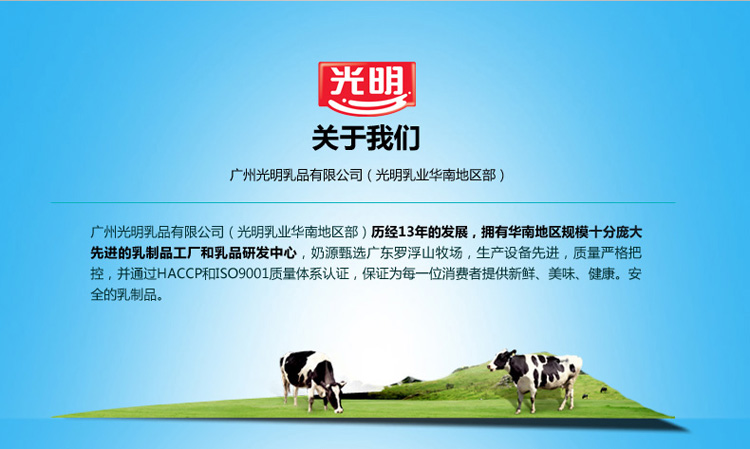 光明
关于我们
广州光明乳品有限公司（光明乳业华南地区部）
广州光明乳品有限公司（光明乳业华南地区部）历经13年的发展，拥有华南地区规模十分庞大
先进的乳制品工厂和乳品研发中心，奶源甄选广东罗浮山牧场，生产设备先进，质量严格把
控，并通过HACCP和ISO9001质量体系认证，保证为每一位消费者提供新鲜、美味、健康。安
全的乳制品。